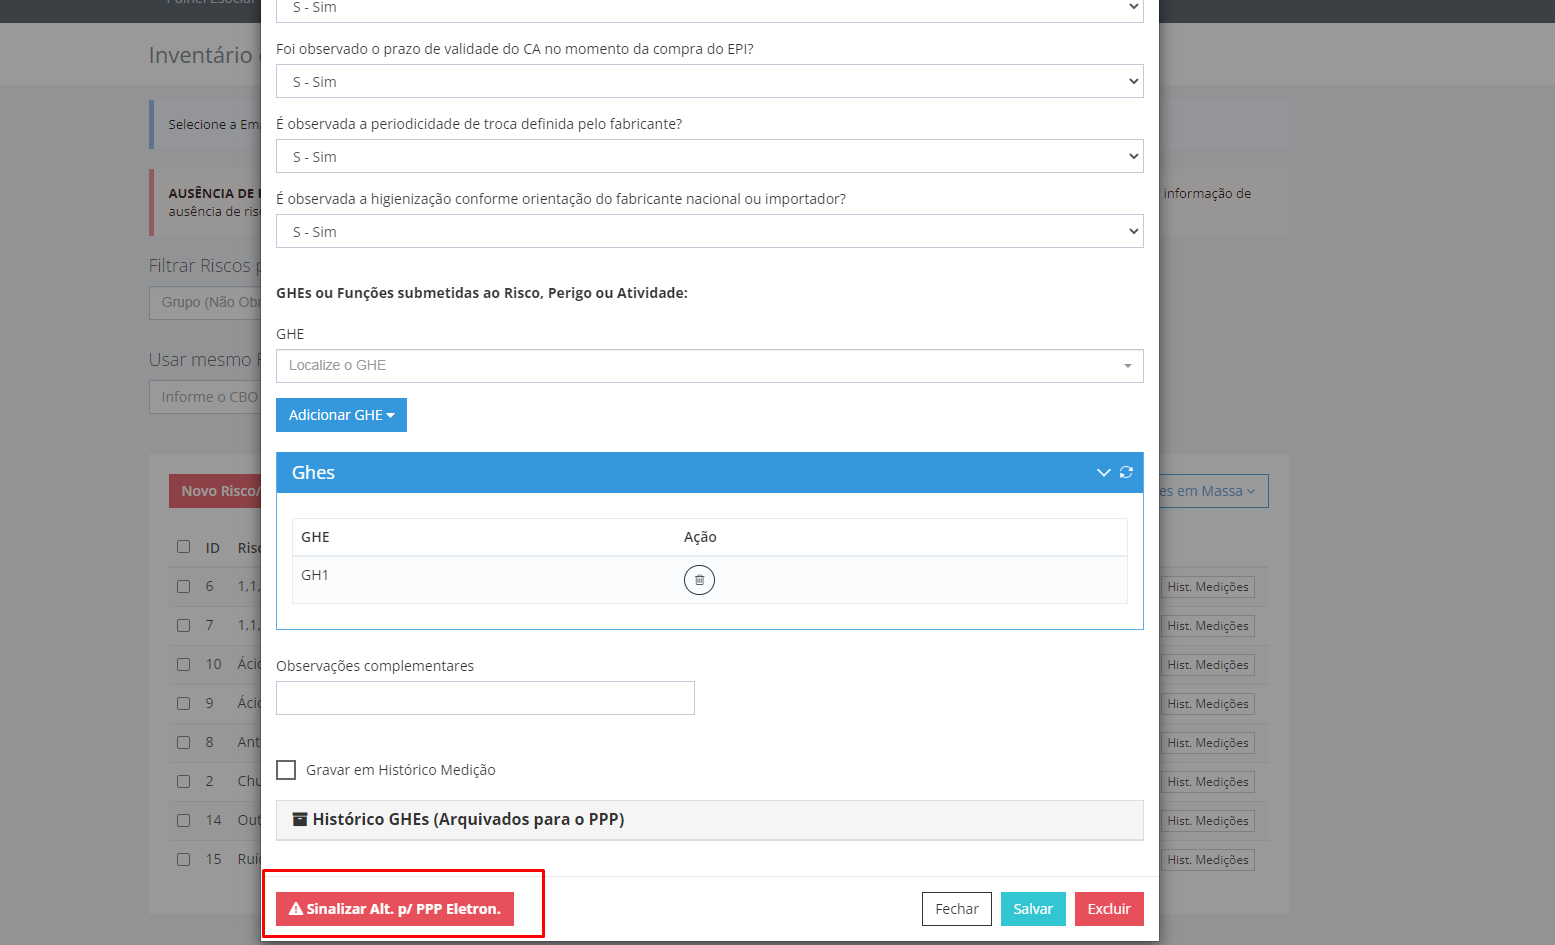 Painel Esocial
S - Sim
Inventário
Foi observado o prazo de validade do CA no momento da compra do EPI?
S - Sim
Selecione a Em
É observada a periodicidade de troca definida pelo fabricante?
S - Sim
AUSÊNCIA DE
informação de
ausência de ris
É observada a higienização conforme orientação do fabricante nacional ou importador?
S - Sim
Filtrar Riscos p
Grupo (Não Ob
GHEs ou Funções submetidas ao Risco, Perigo ou Atividade:
GHE
Usar mesmo
Localize o GHE
Informe o CBO
Adicionar GHE
Ghes
Novo Risco/
es em Massa
GHE Ação
ID Risc
GH1
6 1,1, Hist. Medições
7 1,1, Hist. Medições
10 Ácid Hist. Medições
9 Ácid Hist. Medições
8 Ant Hist. Medições
2 Chu Hist. Medições
14 Out Hist. Medições
15 Ruí Hist. Medições
Observações complementares
Gravar em Histórico Medição
Histórico GHEs (Arquivados para o PPP)
Sinalizar Alt. p/ PPP Eletron.
Fechar Salvar Excluir